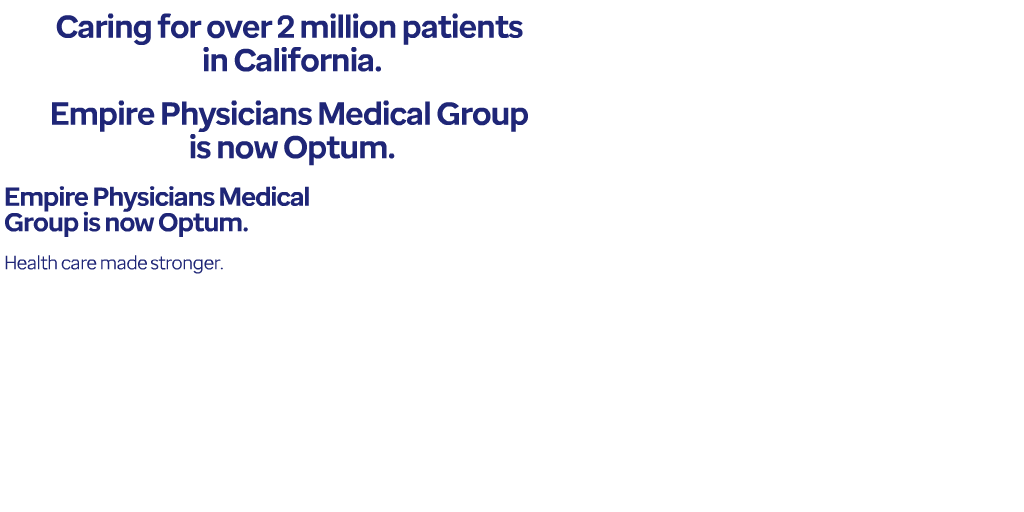 Caring for over 2 million patients
in California.
Empire Physicians Medical Group
is now Optum.
Empire Physicians Medical
Group is now Optum.
Health care made stronger.